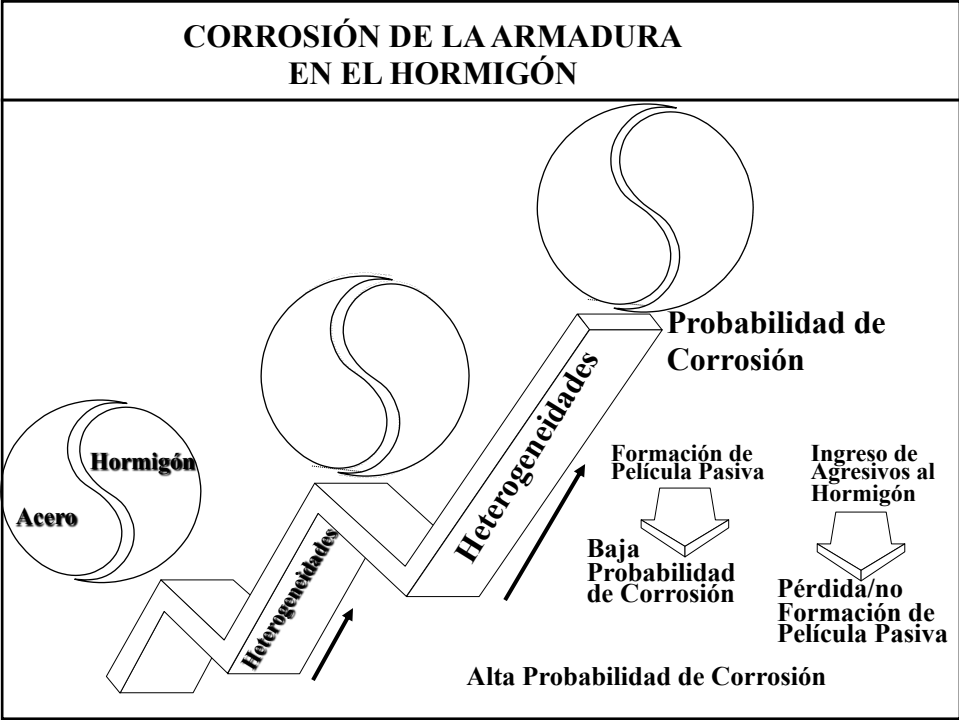 CORROSIÓN DE LA ARMADURA
EN EL HORMIGÓN
Probabilidad de
Corrosión
Heterogeneidades
Hormigón
Acero
Heterogeneidades
Formación de
Película Pasiva
Baja
Probabilidad
de Corrosión
Ingreso de
Agresivos al
Hormigón
Pérdida/no
Formación de
Película Pasiva
Alta Probabilidad de Corrosión